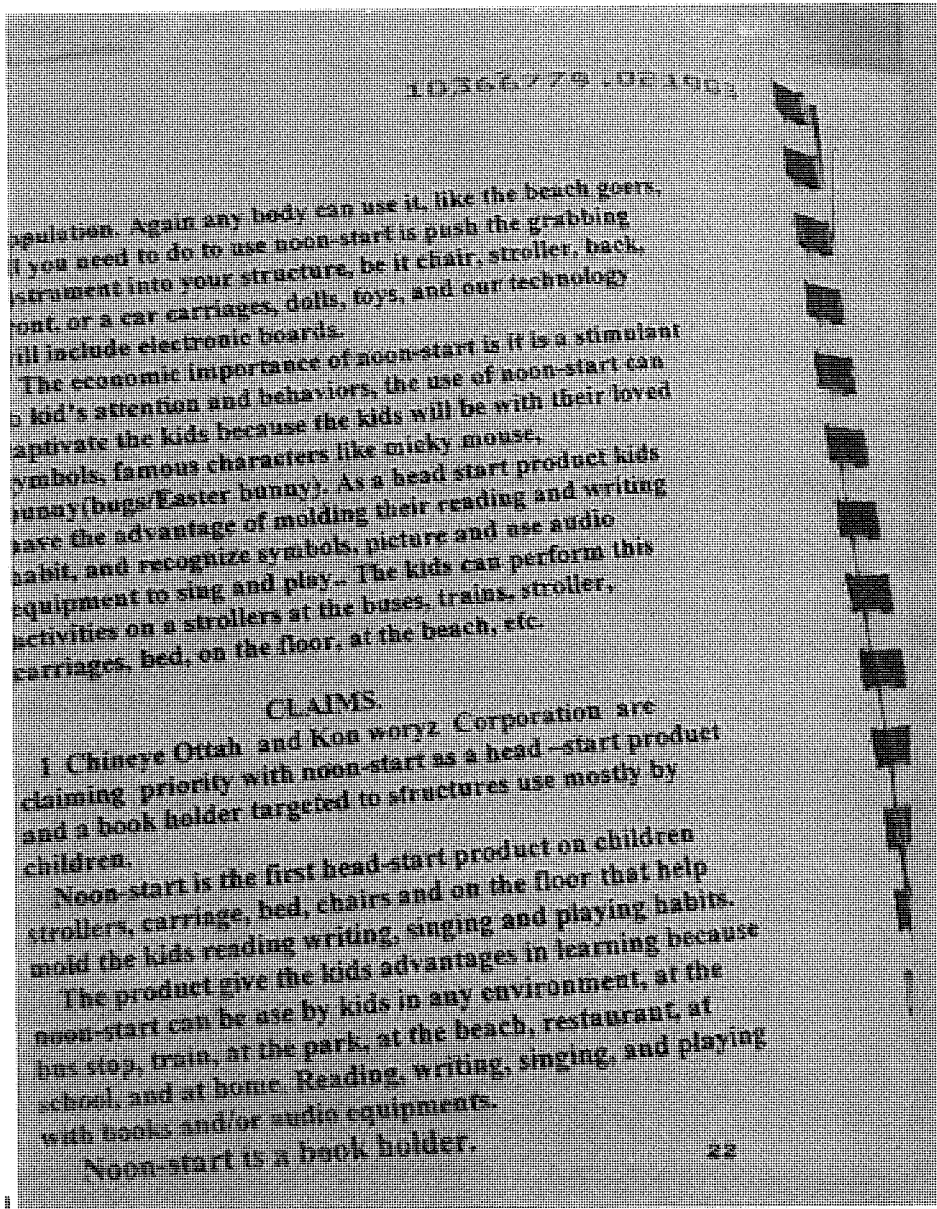 10366779.021903
opulation. Again any body can use it, like the beach goers,
l you need to do to use noon-start is push the grabbing
strument into your structure, be it chair, stroller, back,
ront, or a car carriages, dolls, toys, and our technology
ill include electronic boards.
The economic importance of noon-start is it is a stimulant
o kid's attention and behaviors, the use of noon-start can
aptivate the kids because the kids will be with their loved
ymbols, famous characters like micky mouse,
bunny(bugs/Easter bunny). As a head start product kids
have the advantage of molding their reading and writing
habit, and recognize symbols, picture and use audio
equipment to sing and play.. The kids can perform this
activities on a strollers at the buses, trains, stroller,
carriages, bed, on the floor, at the beach, etc.
CLAIMS.
1 Chineye Ottah and Kon woryz Corporation are
claiming priority with noon-start as a head –start product
and a book holder targeted to structures use mostly by
children.
Noon-start is the first head-start product on children
strollers, carriage, bed, chairs and on the floor that help
mold the kids reading writing, singing and playing habits.
The product give the kids advantages in learning because
noon-start can be use by kids in any environment, at the
bus stop, train, at the park, at the beach, restaurant, at
school, and at home. Reading, writing, singing, and playing
with books and/or audio equipments.
Noon-start is a book holder.
22